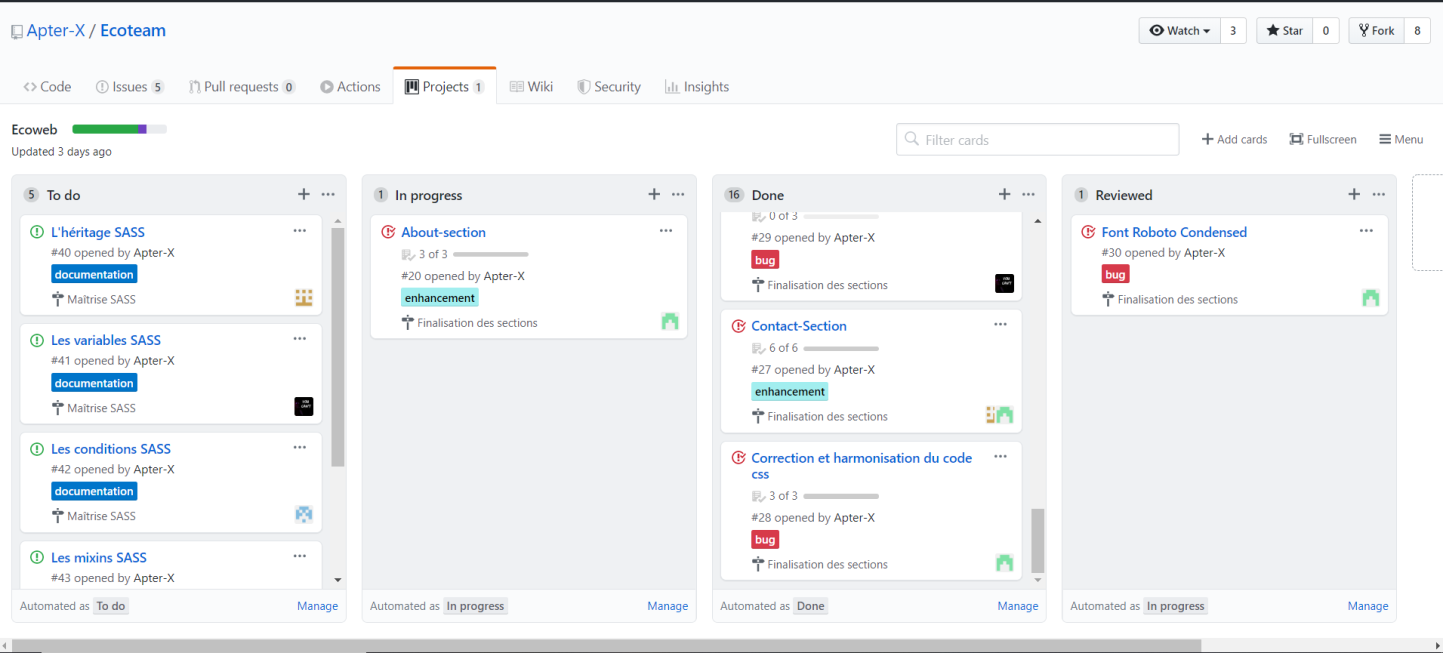 Apter-X / Ecoteam
Watch 3 Star 0 Fork 8
Code Issues 5 Pull requests 0 Actions Projects 1 Wiki Security Insights
Ecoweb
Updated 3 days ago
Filter cards
Add cards Fullscreen Menu
5 To do
L'héritage SASS
#40 opened by Apter-X
documentation
Maîtrise SASS
Les variables SASS
#41 opened by Apter-X
documentation
Maîtrise SASS
Les conditions SASS
#42 opened by Apter-X
documentation
Maîtrise SASS
Les mixins SASS
#43 opened by Apter-X
Automated as To do Manage
1 In progress
About-section
3 of 3
#20 opened by Apter-X
enhancement
Finalisation des sections
Automated as In progress Manage
16 Done
0 of 3
#29 opened by Apter-X
bug
Finalisation des sections
Contact-Section
6 of 6
#27 opened by Apter-X
enhancement
Finalisation des sections
Correction et harmonisation du code
css
3 of 3
#28 opened by Apter-X
bug
Finalisation des sections
Automated as Done Manage
1 Reviewed
Font Roboto Condensed
#30 opened by Apter-X
bug
Finalisation des sections
Automated as In progress Manage